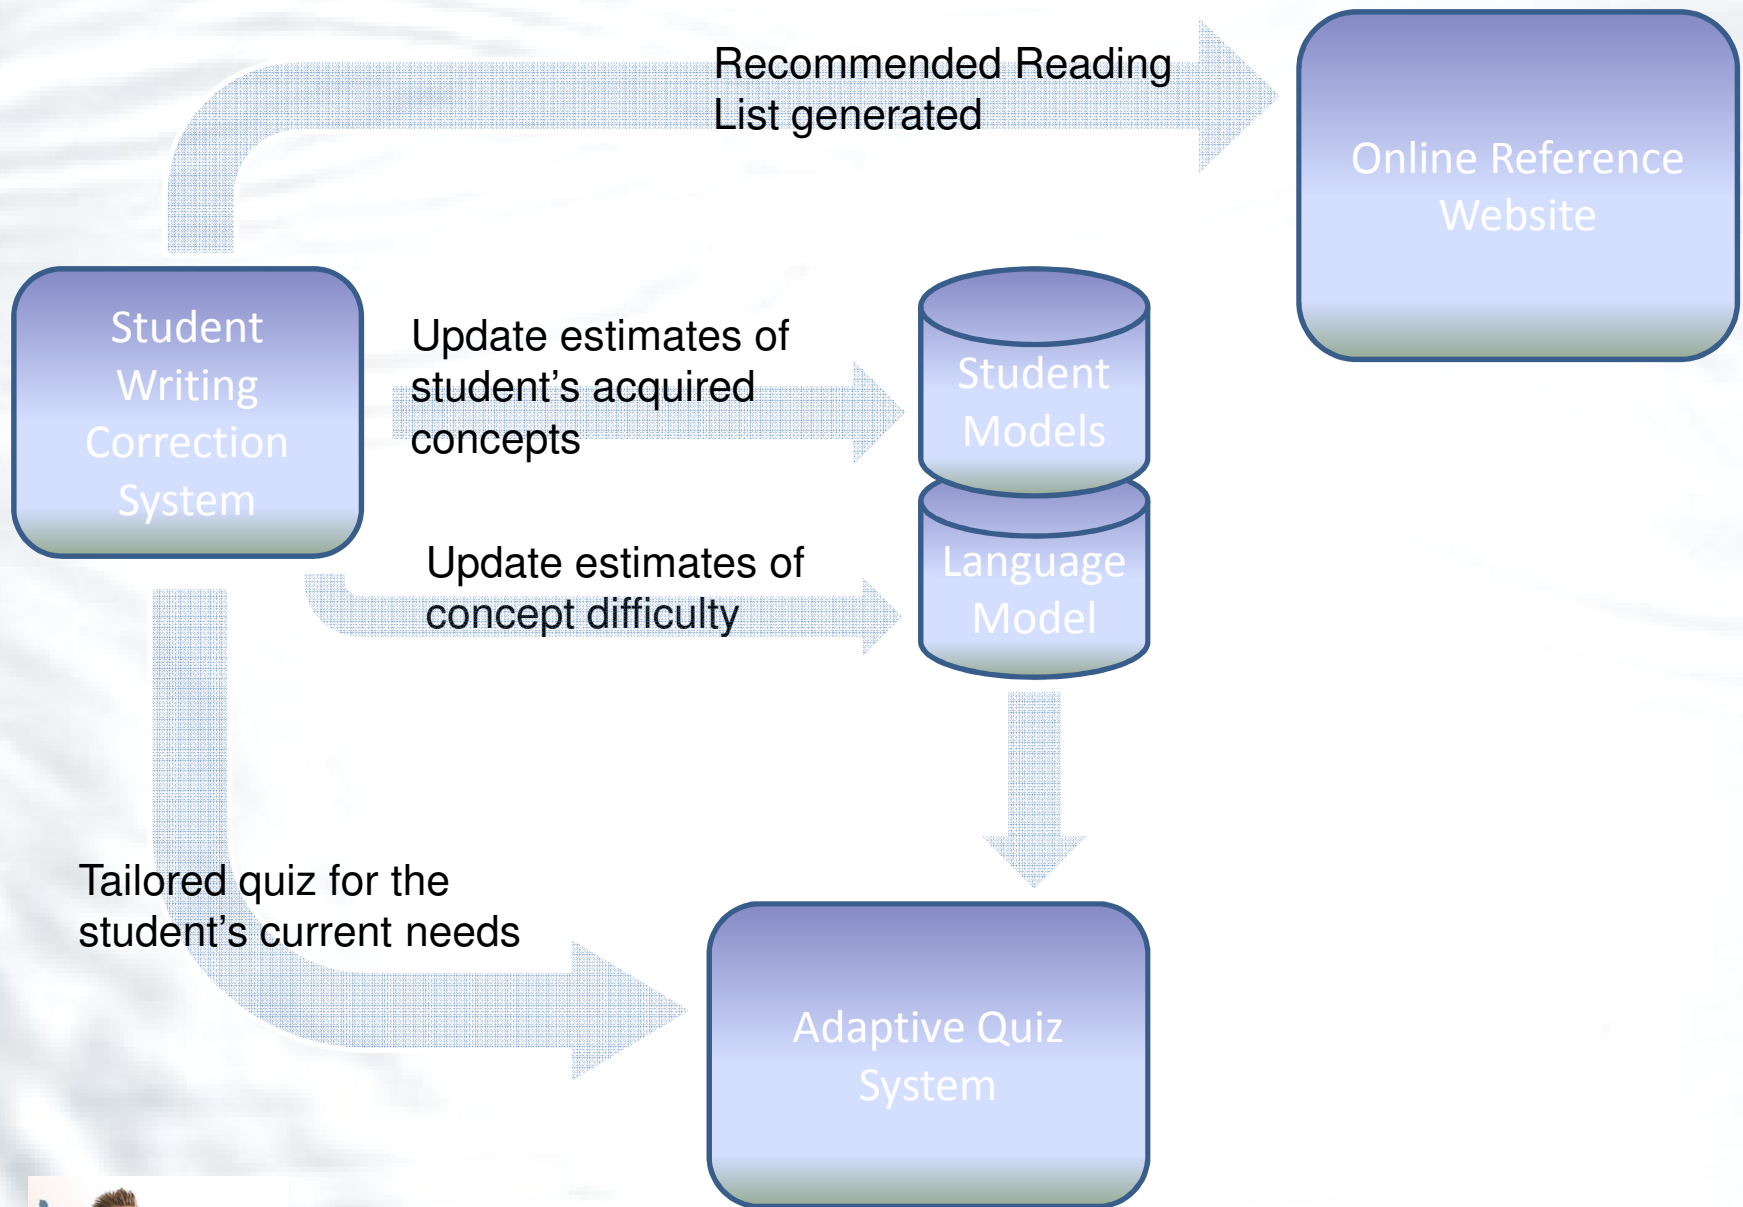 Recommended Reading
List generated
Online Reference
Website
Student
Writing
Correction
System
Update estimates of
student’s acquired
concepts
Student
Models
Update estimates of
concept difficulty
Language
Model
Tailored quiz for the
student’s current needs
Adaptive Quiz
System